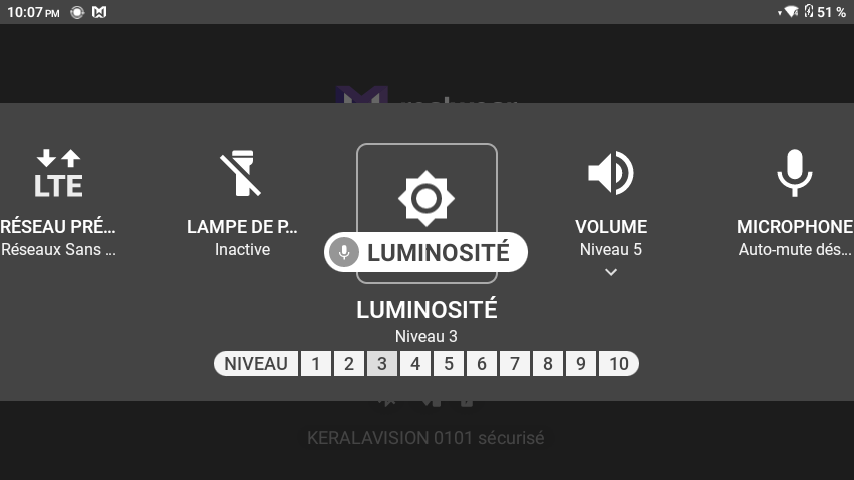 10:07 PM
51 %
LTE
RÉSEAU PRÉ...
Réseaux Sans ...
LAMPE DE P...
Inactive
LUMINOSITÉ
VOLUME
Niveau 5
MICROPHONE
Auto-mute dés...
LUMINOSITÉ
Niveau 3
NIVEAU 1 2 3 4 5 6 7 8 9 10
KERALAVISION 0101 sécurisé